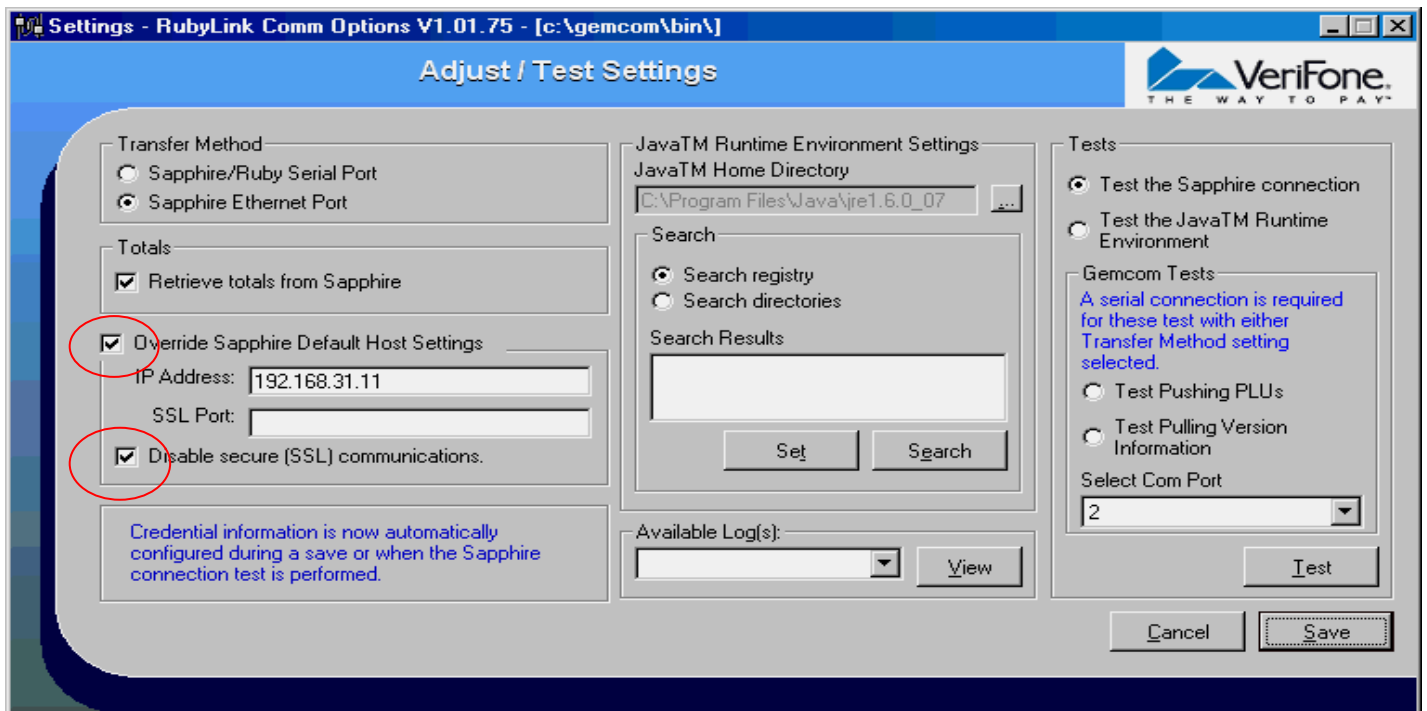 Settings - RubyLink Comm Options V1.01.75 - [c:\gemcom\bin\]
Adjust / Test Settings
VeriFone.
THE WAY TO PAY™
Transfer Method
Sapphire/Ruby Serial Port
Sapphire Ethernet Port
Totals
Retrieve totals from Sapphire
Override Sapphire Default Host Settings
IP Address: 192.168.31.11
SSL Port:
Disable secure (SSL) communications.
Credential information is now automatically
configured during a save or when the Sapphire
connection test is performed.
JavaTM Runtime Environment Settings
JavaTM Home Directory
C:\Program Files\Java\jre1.6.0_07 ...
Search
Search registry
Search directories
Search Results
Set Search
Available Log(s):
View
Tests
Test the Sapphire connection
Test the JavaTM Runtime
Environment
Gemcom Tests
A serial connection is required
for these test with either
Transfer Method setting
selected.
Test Pushing PLUs
Test Pulling Version
Information
Select Com Port
2
Test
Cancel Save